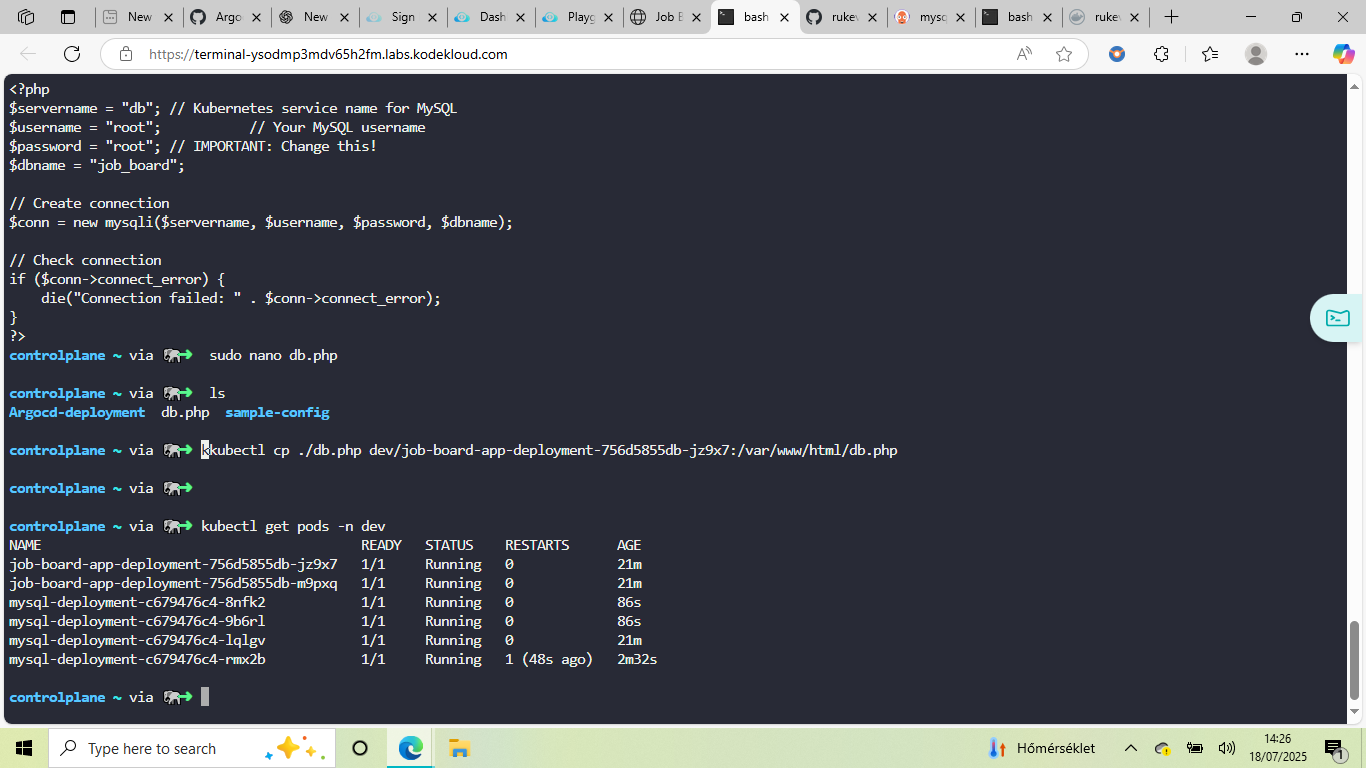 New
Argo
New
Sign
Dash
Playg
Job E
bash
rukev
mysq
bash
rukev
https://terminal-ysodmp3mdv65h2fm.labs.kodekloud.com
<?php
$servername = "db"; // Kubernetes service name for MySQL
$username = "root";           // Your MySQL username
$password = "root"; // IMPORTANT: Change this!
$dbname = "job_board";
// Create connection
$conn = new mysqli($servername, $username, $password, $dbname);
// Check connection
if ($conn->connect_error) {
    die("Connection failed: " . $conn->connect_error);
}
?>
controlplane ~ via 🐘➜  sudo nano db.php
controlplane ~ via 🐘➜  ls
Argocd-deployment  db.php  sample-config
controlplane ~ via 🐘➜ kkubectl cp ./db.php dev/job-board-app-deployment-756d5855db-jz9x7:/var/www/html/db.php
controlplane ~ via 🐘➜
controlplane ~ via 🐘➜ kubectl get pods -n dev
NAME                                        READY   STATUS    RESTARTS      AGE
job-board-app-deployment-756d5855db-jz9x7   1/1     Running   0             21m
job-board-app-deployment-756d5855db-m9pxq   1/1     Running   0             21m
mysql-deployment-c679476c4-8nfk2            1/1     Running   0             86s
mysql-deployment-c679476c4-9b6rl            1/1     Running   0             86s
mysql-deployment-c679476c4-lqlgv            1/1     Running   0             21m
mysql-deployment-c679476c4-rmx2b            1/1     Running   1 (48s ago)   2m32s
controlplane ~ via 🐘➜
Type here to search
Hőmérséklet
14:26
18/07/2025
1